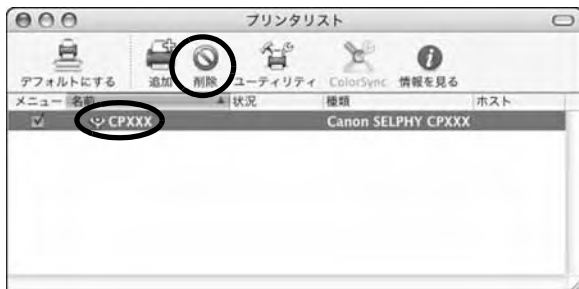 プリンタリスト
デフォルトにする 追加 削除 ユーティリティ ColorSync 情報を見る
メニュー 名前 状況 種類 ホスト
CPXXX Canon SELPHY CPXXX